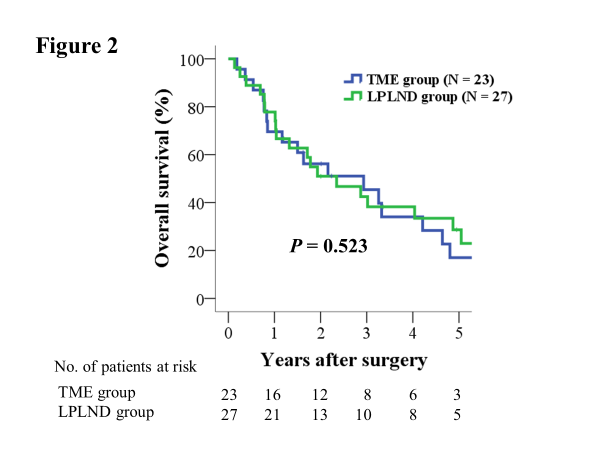 Figure 2
Overall survival (%)
100
80
60
40
20
0
TME group (N = 23)
LPLND group (N = 27)
P = 0.523
0 1 2 3 4 5
Years after surgery
No. of patients at risk
TME group 23 16 12 8 6 3
LPLND group 27 21 13 10 8 5